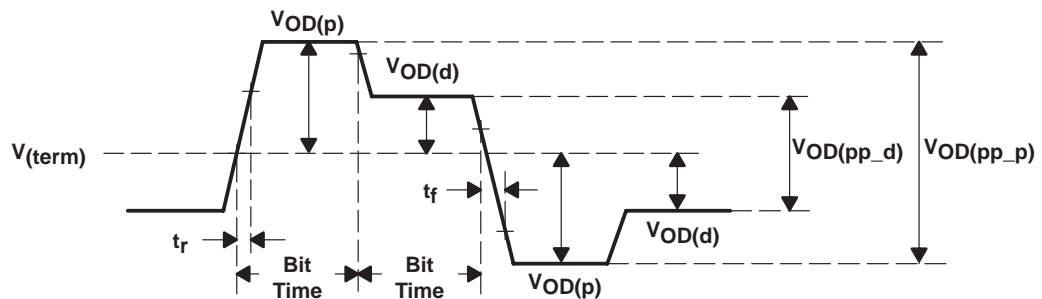 VOD(p)
VOD(d)
V(term)
VOD(pp_d)
VOD(pp_p)
tf
tr
VOD(d)
Bit
Time
Bit
Time
VOD(p)